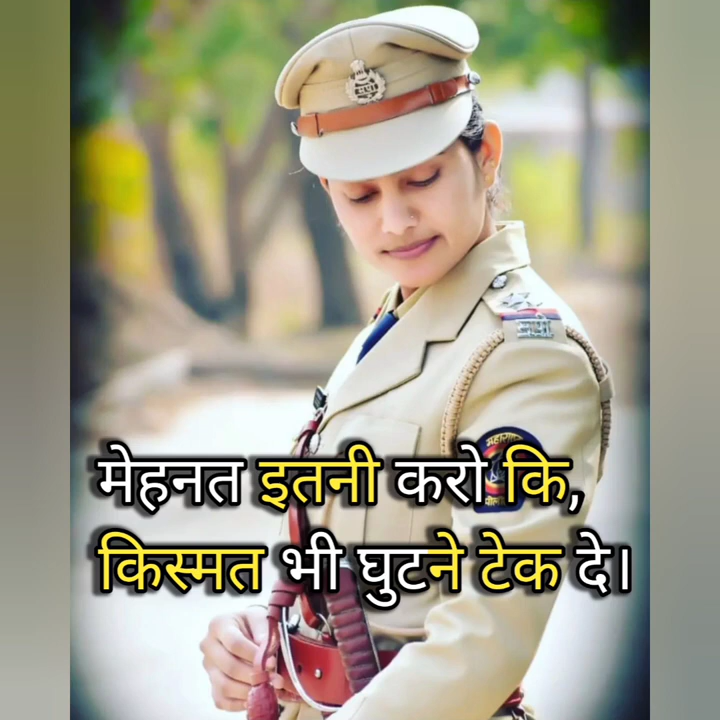 मेहनत इतनी करो कि,
किस्मत भी घुटने टेक दे।